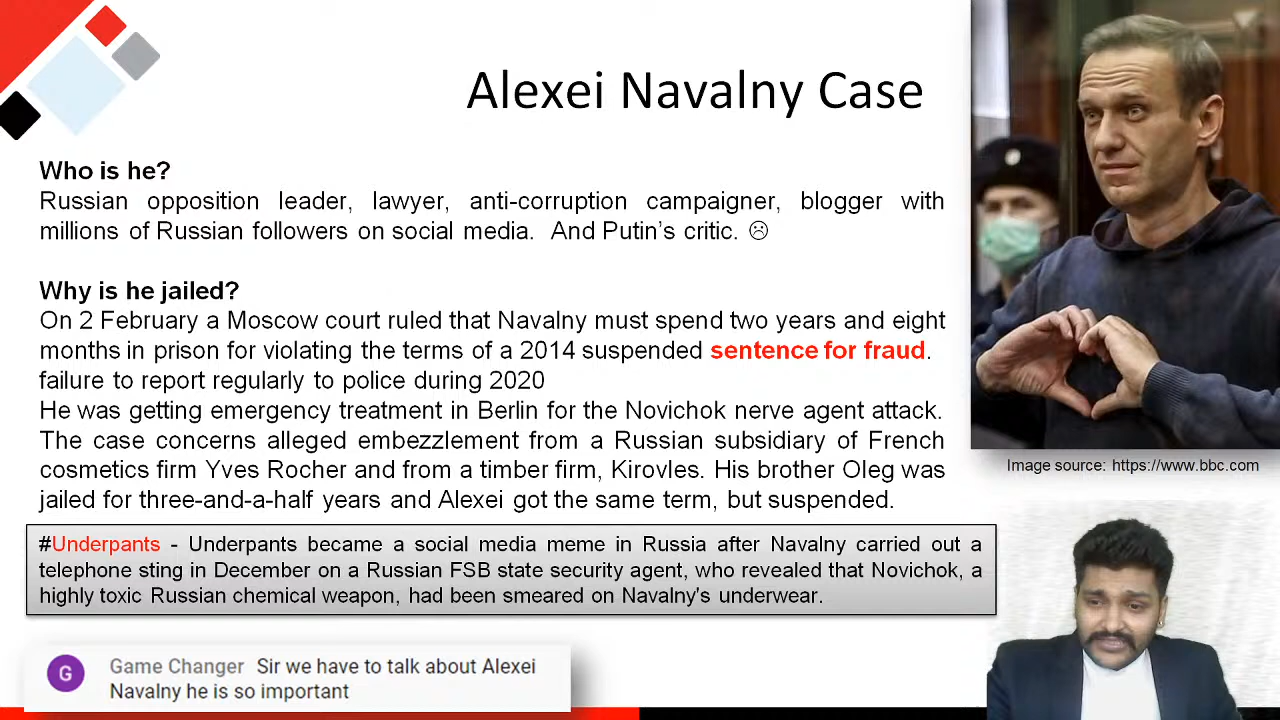 Alexei Navalny Case
Who is he?
Russian opposition leader, lawyer, anti-corruption campaigner, blogger with
millions of Russian followers on social media.  And Putin's critic. ☹
Why is he jailed?
On 2 February a Moscow court ruled that Navalny must spend two years and eight
months in prison for violating the terms of a 2014 suspended sentence for fraud.
failure to report regularly to police during 2020
He was getting emergency treatment in Berlin for the Novichok nerve agent attack.
The case concerns alleged embezzlement from a Russian subsidiary of French
cosmetics firm Yves Rocher and from a timber firm, Kirovles. His brother Oleg was
jailed for three-and-a-half years and Alexei got the same term, but suspended.
Image source: https://www.bbc.com
#Underpants - Underpants became a social media meme in Russia after Navalny carried out a
telephone sting in December on a Russian FSB state security agent, who revealed that Novichok, a
highly toxic Russian chemical weapon, had been smeared on Navalny's underwear.
G
Game Changer Sir we have to talk about Alexei
Navalny he is so important